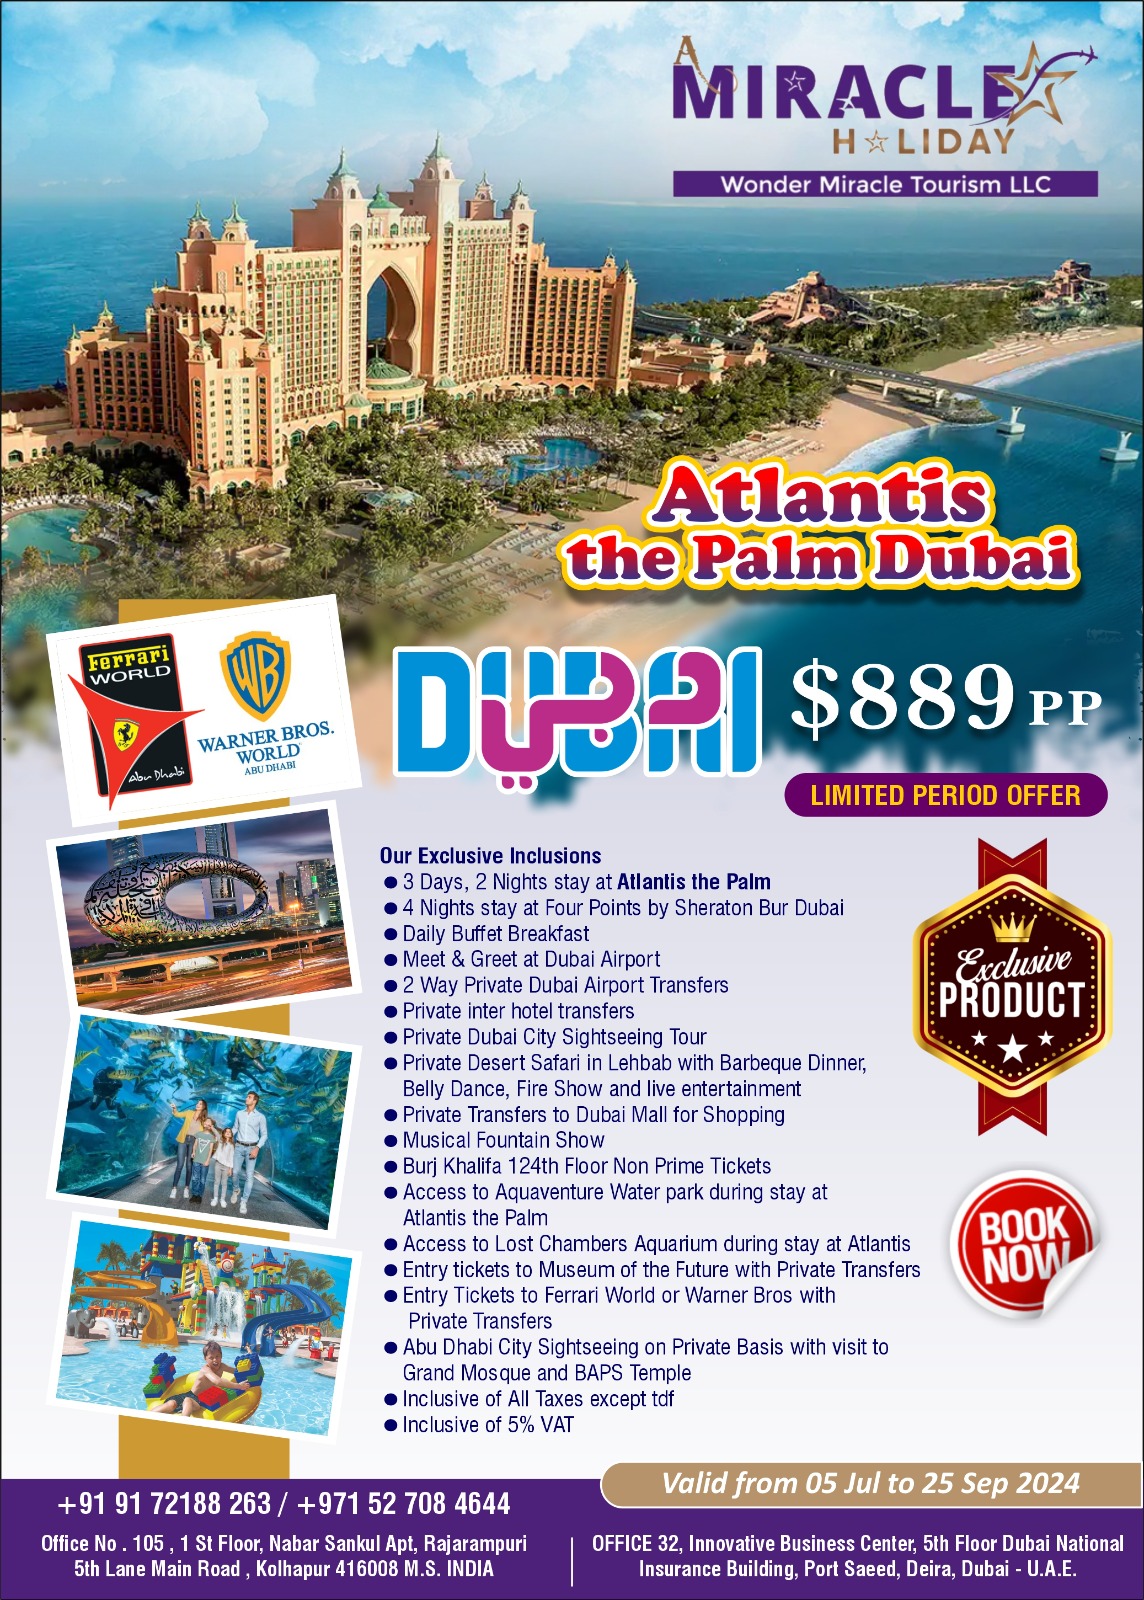 A MIRACLE
HOLIDAY
Wonder Miracle Tourism LLC
Atlantis
the Palm Dubai
Ferrari
WORLD
Abu Dhabi
WB
WARNER BROS.
WORLD
ABU DHABI
DUBAI
دبي
$889 PP
LIMITED PERIOD OFFER
Our Exclusive Inclusions
● 3 Days, 2 Nights stay at Atlantis the Palm
● 4 Nights stay at Four Points by Sheraton Bur Dubai
● Daily Buffet Breakfast
● Meet & Greet at Dubai Airport
● 2 Way Private Dubai Airport Transfers
● Private inter hotel transfers
● Private Dubai City Sightseeing Tour
● Private Desert Safari in Lehbab with Barbeque Dinner,
Belly Dance, Fire Show and live entertainment
● Private Transfers to Dubai Mall for Shopping
● Musical Fountain Show
● Burj Khalifa 124th Floor Non Prime Tickets
● Access to Aquaventure Water park during stay at
Atlantis the Palm
● Access to Lost Chambers Aquarium during stay at Atlantis
● Entry tickets to Museum of the Future with Private Transfers
● Entry Tickets to Ferrari World or Warner Bros with
Private Transfers
● Abu Dhabi City Sightseeing on Private Basis with visit to
Grand Mosque and BAPS Temple
● Inclusive of All Taxes except tdf
● Inclusive of 5% VAT
Exclusive
PRODUCT
BOOK
NOW
Valid from 05 Jul to 25 Sep 2024
+91 91 72188 263 / +971 52 708 4644
Office No . 105 , 1 St Floor, Nabar Sankul Apt, Rajarampuri
5th Lane Main Road , Kolhapur 416008 M.S. INDIA
OFFICE 32, Innovative Business Center, 5th Floor Dubai National
Insurance Building, Port Saeed, Deira, Dubai - U.A.E.